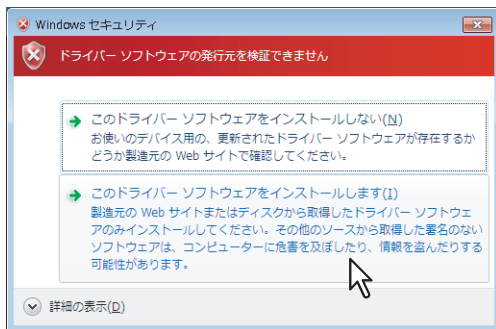 Windows セキュリティ
ドライバー ソフトウェアの発行元を検証できません
このドライバー ソフトウェアをインストールしない(N)
お使いのデバイス用の、更新されたドライバー ソフトウェアが存在するか
どうか製造元の Web サイトで確認してください。
このドライバー ソフトウェアをインストールします(I)
製造元の Web サイトまたはディスクから取得したドライバー ソフトウェ
アのみインストールしてください。その他のソースから取得した署名のない
ソフトウェアは、コンピューターに危害を及ぼしたり、情報を盗んだりする
可能性があります。
詳細の表示(D)